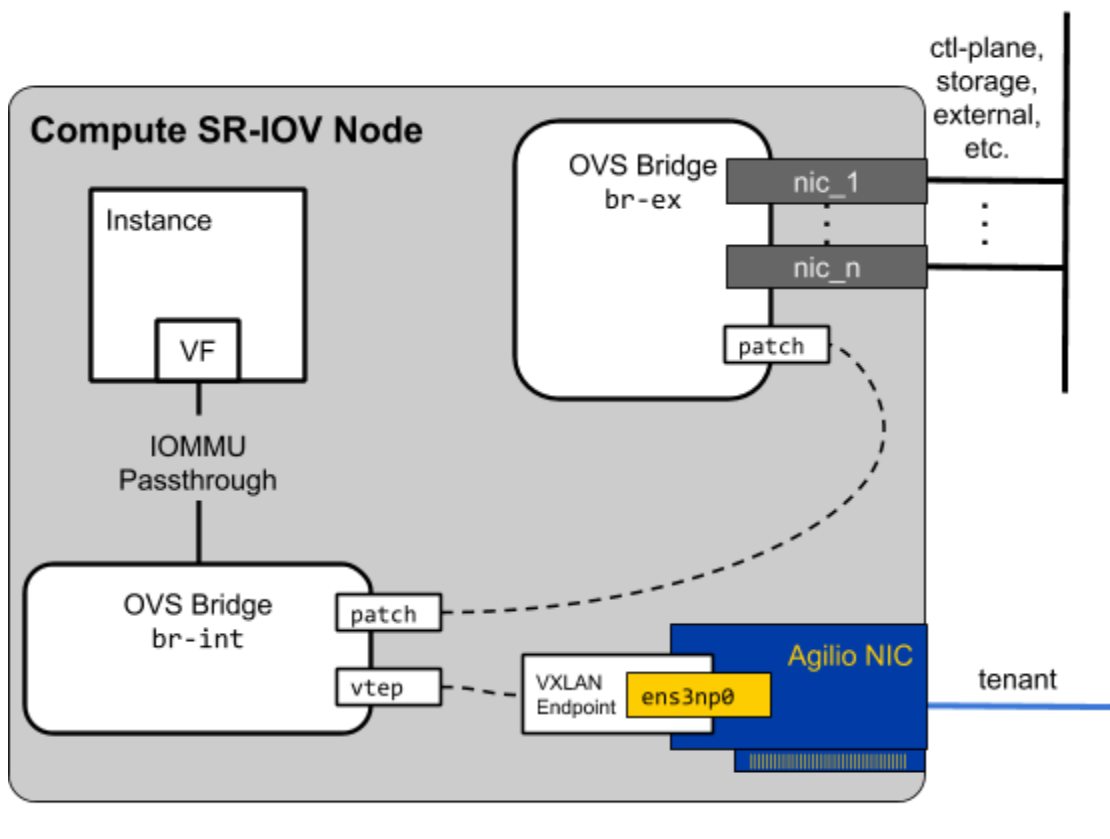 ctl-plane,
storage,
external,
etc.
Compute SR-IOV Node
OVS Bridge
br-ex
nic_1
nic_n
patch
Instance
VF
IOMMU
Passthrough
OVS Bridge
br-int
patch
vtep
VXLAN
Endpoint
ens3np0
Agilio NIC
tenant